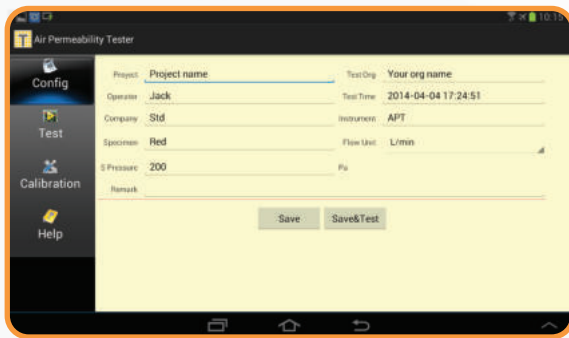 10:15
Air Permeability Tester
Config
Test
Calibration
Help
Project Project name Test Org Your org name
Operator Jack Test Time 2014-04-04 17:24:51
Company Std Instrument APT
Specimen Red Flow Unit L/min
S Pressure 200 Pa
Remark
Save Save&Test